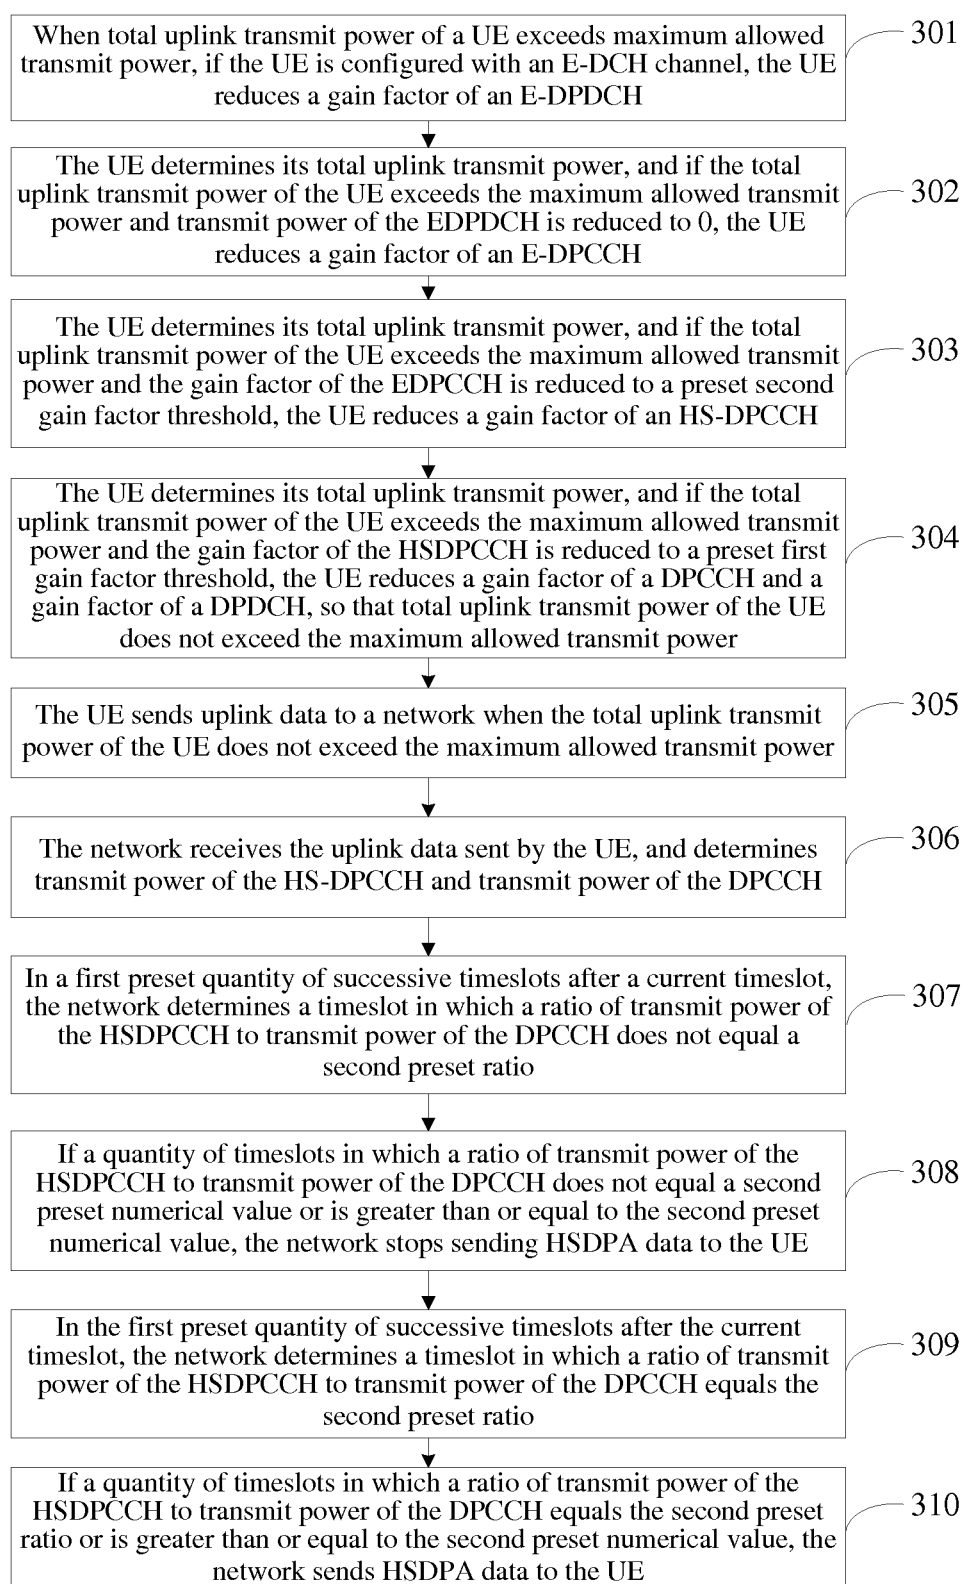 When total uplink transmit power of a UE exceeds maximum allowed
transmit power, if the UE is configured with an E-DCH channel, the UE
reduces a gain factor of an E-DPDCH
301
The UE determines its total uplink transmit power, and if the total
uplink transmit power of the UE exceeds the maximum allowed transmit
power and transmit power of the EDPDCH is reduced to 0, the UE
reduces a gain factor of an E-DPCCH
302
The UE determines its total uplink transmit power, and if the total
uplink transmit power of the UE exceeds the maximum allowed transmit
power and the gain factor of the EDPCCH is reduced to a preset second
gain factor threshold, the UE reduces a gain factor of an HS-DPCCH
303
The UE determines its total uplink transmit power, and if the total
uplink transmit power of the UE exceeds the maximum allowed transmit
power and the gain factor of the HSDPCCH is reduced to a preset first
gain factor threshold, the UE reduces a gain factor of a DPCCH and a
gain factor of a DPDCH, so that total uplink transmit power of the UE
does not exceed the maximum allowed transmit power
304
The UE sends uplink data to a network when the total uplink transmit
power of the UE does not exceed the maximum allowed transmit power
305
The network receives the uplink data sent by the UE, and determines
transmit power of the HS-DPCCH and transmit power of the DPCCH
306
In a first preset quantity of successive timeslots after a current timeslot,
the network determines a timeslot in which a ratio of transmit power of
the HSDPCCH to transmit power of the DPCCH does not equal a
second preset ratio
307
If a quantity of timeslots in which a ratio of transmit power of the
HSDPCCH to transmit power of the DPCCH does not equal a second
preset numerical value or is greater than or equal to the second preset
numerical value, the network stops sending HSDPA data to the UE
308
In the first preset quantity of successive timeslots after the current
timeslot, the network determines a timeslot in which a ratio of transmit
power of the HSDPCCH to transmit power of the DPCCH equals the
second preset ratio
309
If a quantity of timeslots in which a ratio of transmit power of the
HSDPCCH to transmit power of the DPCCH equals the second preset
ratio or is greater than or equal to the second preset numerical value, the
network sends HSDPA data to the UE
310